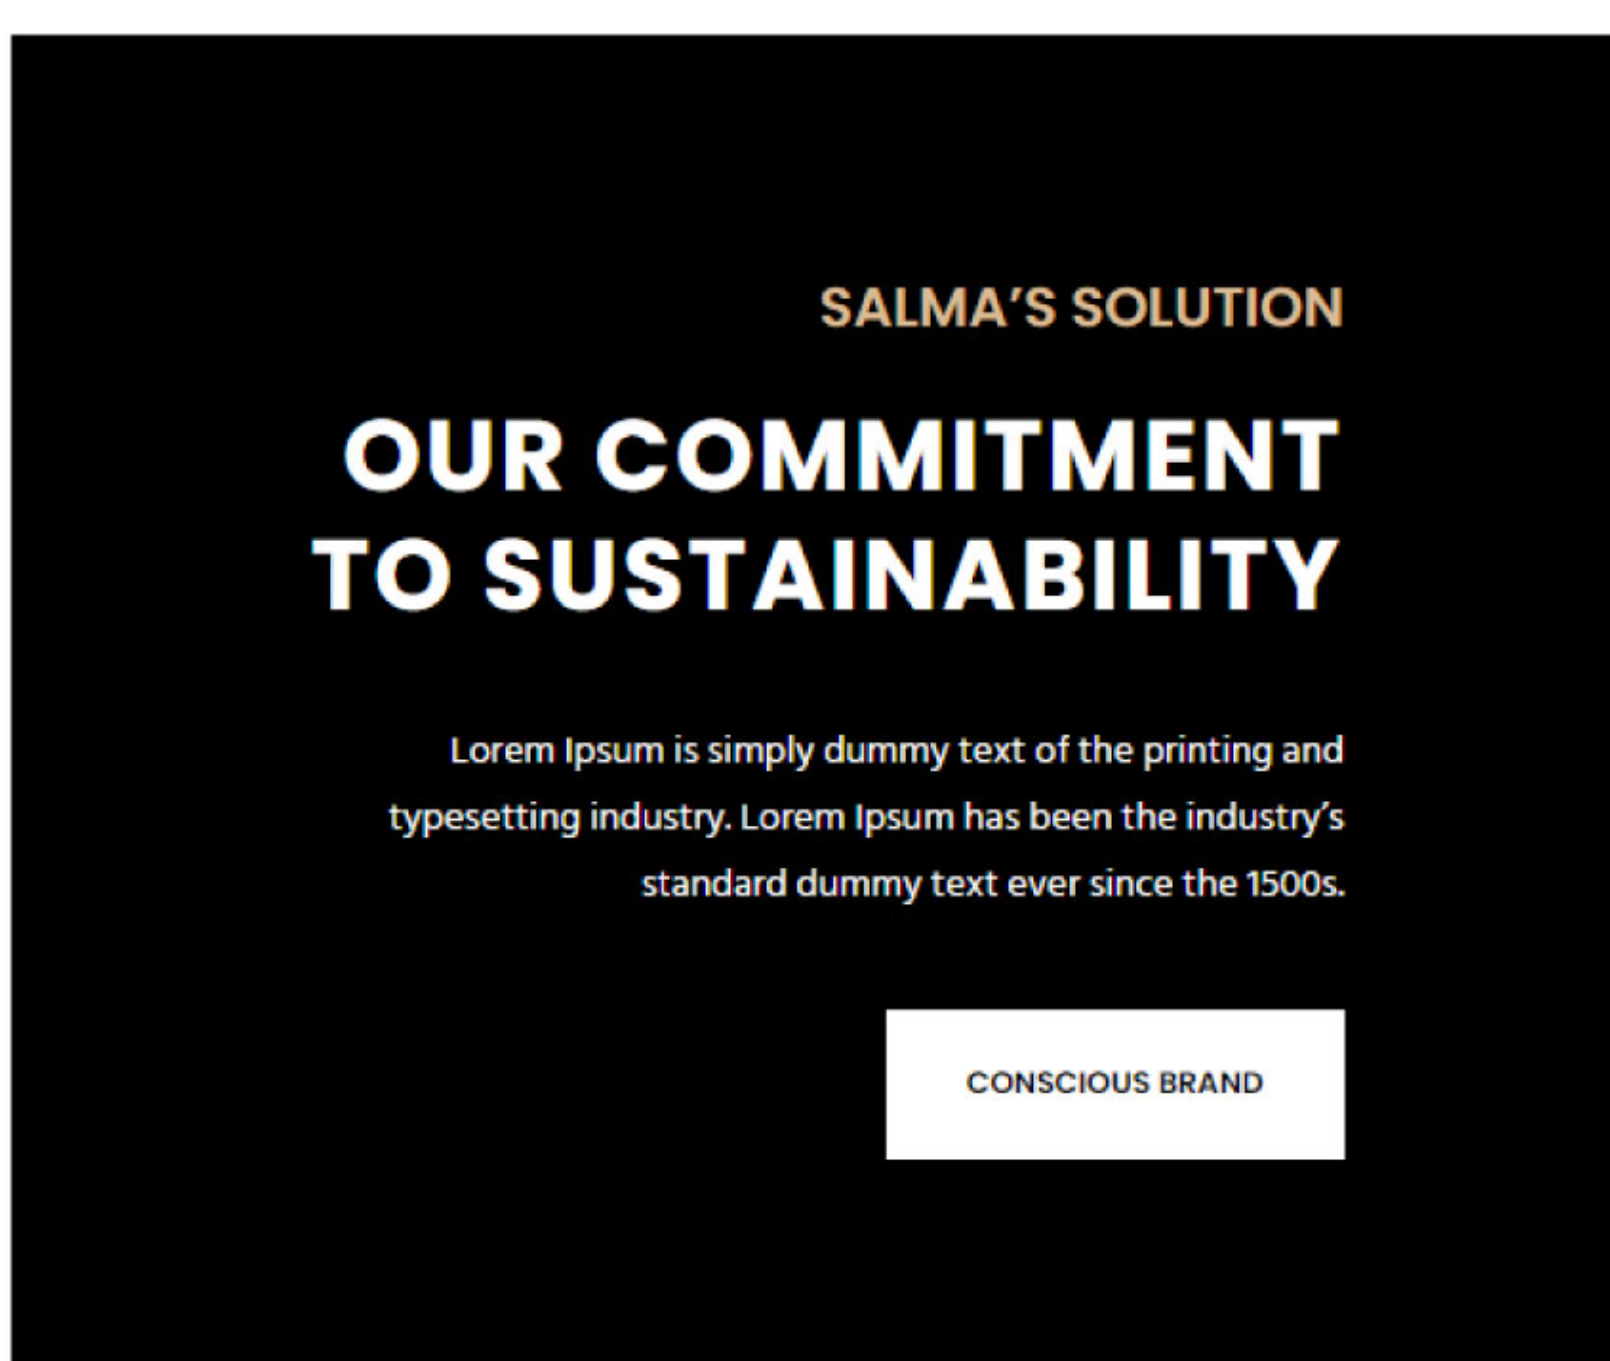 SALMA’S SOLUTION
OUR COMMITMENT
TO SUSTAINABILITY
Lorem Ipsum is simply dummy text of the printing and
typesetting industry. Lorem Ipsum has been the industry’s
standard dummy text ever since the 1500s.
CONSCIOUS BRAND